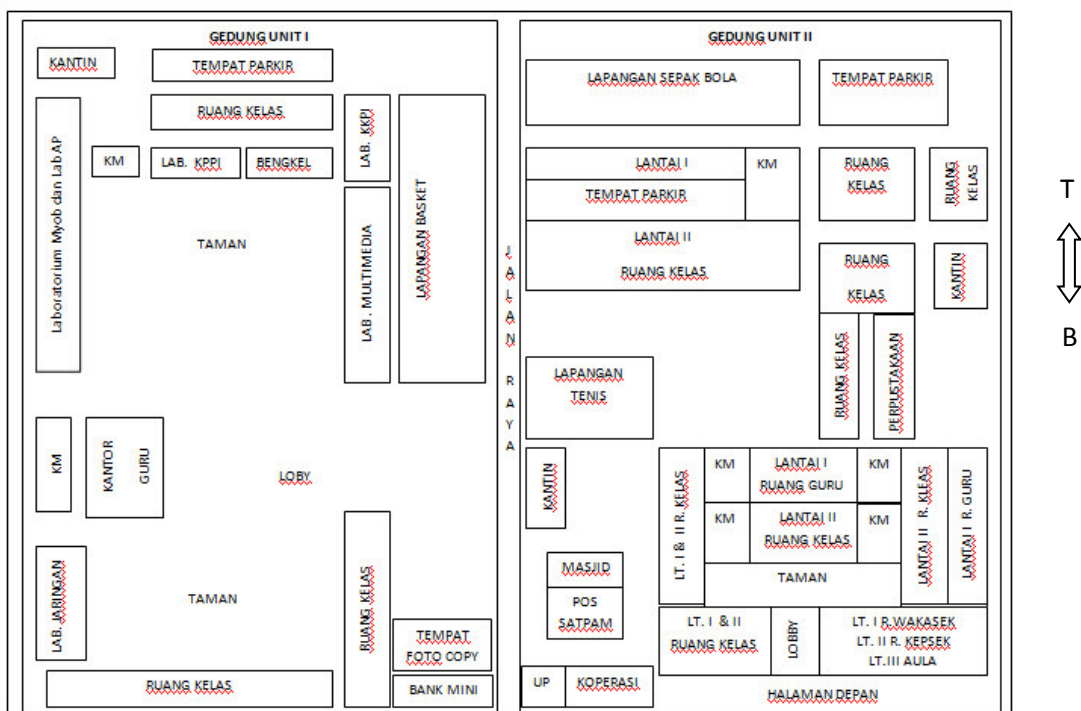 GEDUNG UNIT I
KANTIN
TEMPAT PARKIR
RUANG KELAS
LAB. KKPI
LAPANGAN BASKET
Laboratorium Myob dan Lab AP
KM
LAB. KPPI
BENGKEL
TAMAN
LAB. MULTIMEDIA
KM
KANTOR
GURU
LOBY
LAB. JARINGAN
TAMAN
RUANG KELAS
TEMPAT
FOTO COPY
RUANG KELAS
BANK MINI
JALAN RAYA
GEDUNG UNIT II
LAPANGAN SEPAK BOLA
TEMPAT PARKIR
LANTAI I
KM
TEMPAT PARKIR
LANTAI II
RUANG KELAS
RUANG
KELAS
RUANG
KELAS
RUANG
KELAS
KANTIN
RUANG KELAS
PERPUSTAKAAN
LAPANGAN
TENIS
KANTIN
LT. I & II R. KELAS
KM
LANTAI I
RUANG GURU
KM
KM
LANTAI II
RUANG KELAS
KM
LANTAI II R. KLEAS
LANTAI I R. GURU
TAMAN
MASJID
POS
SATPAM
LT. I & II
RUANG KELAS
LOBBY
LT. I R.WAKASEK
LT. II R. KEPSEK
LT.III AULA
UP
KOPERASI
HALAMAN DEPAN
T
B